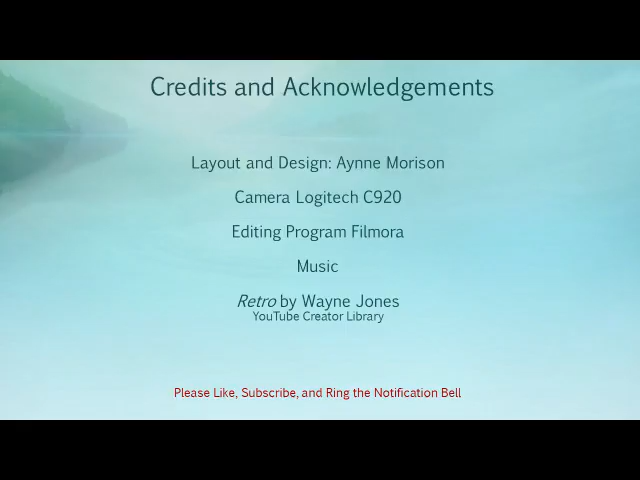 Credits and Acknowledgements
Layout and Design: Aynne Morison
Camera Logitech C920
Editing Program Filmora
Music
Retro by Wayne Jones
YouTube Creator Library
Please Like, Subscribe, and Ring the Notification Bell